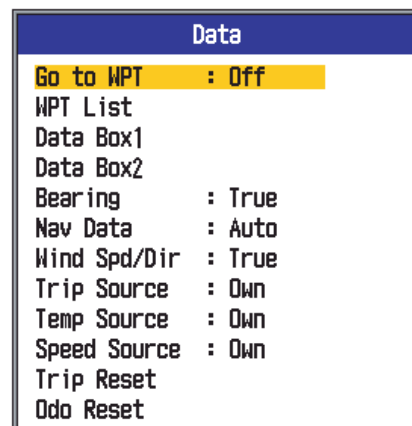 Data
Go to WPT : Off
WPT List
Data Box1
Data Box2
Bearing : True
Nav Data : Auto
Wind Spd/Dir : True
Trip Source : Own
Temp Source : Own
Speed Source : Own
Trip Reset
Odo Reset